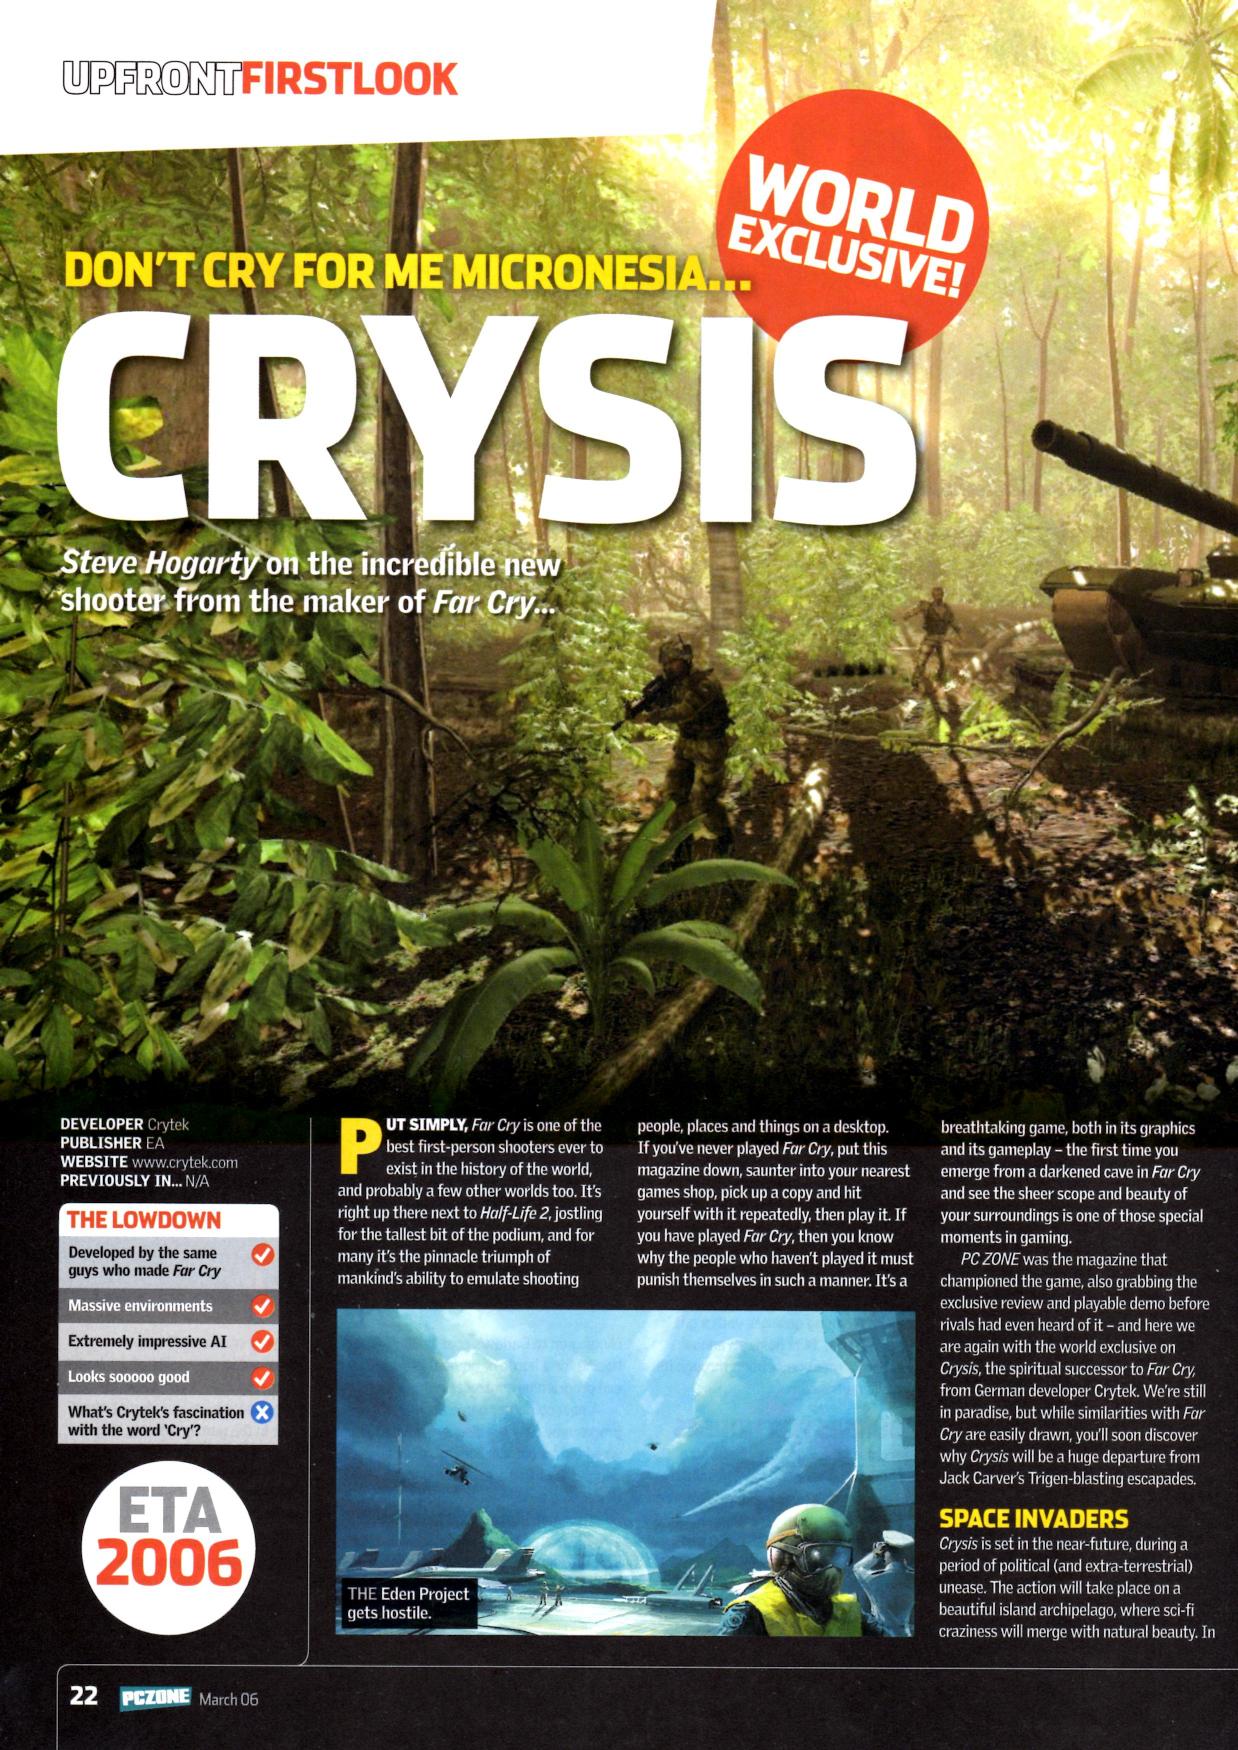 UPFRONTFIRSTLOOK
WORLD
EXCLUSIVE!
DON'T CRY FOR ME MICRONESIA...
CRYSIS
Steve Hogarty on the incredible new
shooter from the maker of Far Cry...
DEVELOPER Crytek
PUBLISHER EA
WEBSITE www.crytek.com
PREVIOUSLY IN... N/A
THE LOWDOWN
Developed by the same
guys who made Far Cry
Massive environments
Extremely impressive AI
Looks sooooo good
What's Crytek's fascination
with the word 'Cry'?
ETA
2006
PUT SIMPLY, Far Cry is one of the
best first-person shooters ever to
exist in the history of the world,
and probably a few other worlds too. It's
right up there next to Half-Life 2, jostling
for the tallest bit of the podium, and for
many it's the pinnacle triumph of
mankind's ability to emulate shooting
people, places and things on a desktop.
If you've never played Far Cry, put this
magazine down, saunter into your nearest
games shop, pick up a copy and hit
yourself with it repeatedly, then play it. If
you have played Far Cry, then you know
why the people who haven't played it must
punish themselves in such a manner. It's a
breathtaking game, both in its graphics
and its gameplay – the first time you
emerge from a darkened cave in Far Cry
and see the sheer scope and beauty of
your surroundings is one of those special
moments in gaming.
PC ZONE was the magazine that
championed the game, also grabbing the
exclusive review and playable demo before
rivals had even heard of it – and here we
are again with the world exclusive on
Crysis, the spiritual successor to Far Cry,
from German developer Crytek. We're still
in paradise, but while similarities with Far
Cry are easily drawn, you'll soon discover
why Crysis will be a huge departure from
Jack Carver's Trigen-blasting escapades.
SPACE INVADERS
Crysis is set in the near-future, during a
period of political (and extra-terrestrial)
unease. The action will take place on a
beautiful island archipelago, where sci-fi
craziness will merge with natural beauty. In
THE Eden Project
gets hostile.
22 PCZONE March 06